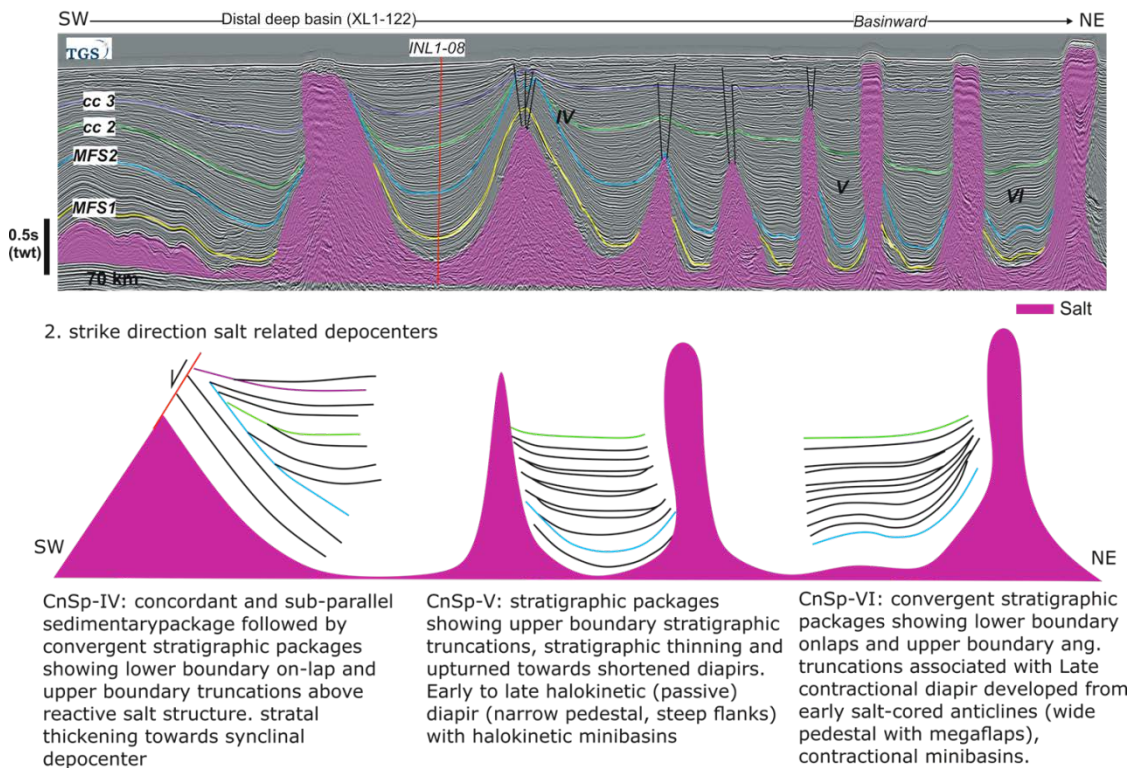 SW
Distal deep basin (XL1-122)
Basinward
NE
TGS
INL1-08
cc 3
cc 2
MFS2
MFS1
IV
V
VI
0.5s
(twt)
70 km
Salt
2. strike direction salt related depocenters
SW
NE
CnSp-IV: concordant and sub-parallel
sedimentarypackage followed by
convergent stratigraphic packages
showing lower boundary on-lap and
upper boundary truncations above
reactive salt structure. stratal
thickening towards synclinal
depocenter
CnSp-V: stratigraphic packages
showing upper boundary stratigraphic
truncations, stratigraphic thinning and
upturned towards shortened diapirs.
Early to late halokinetic (passive)
diapir (narrow pedestal, steep flanks)
with halokinetic minibasins
CnSp-VI: convergent stratigraphic
packages showing lower boundary
onlaps and upper boundary ang.
truncations associated with Late
contractional diapir developed from
early salt-cored anticlines (wide
pedestal with megaflaps),
contractional minibasins.